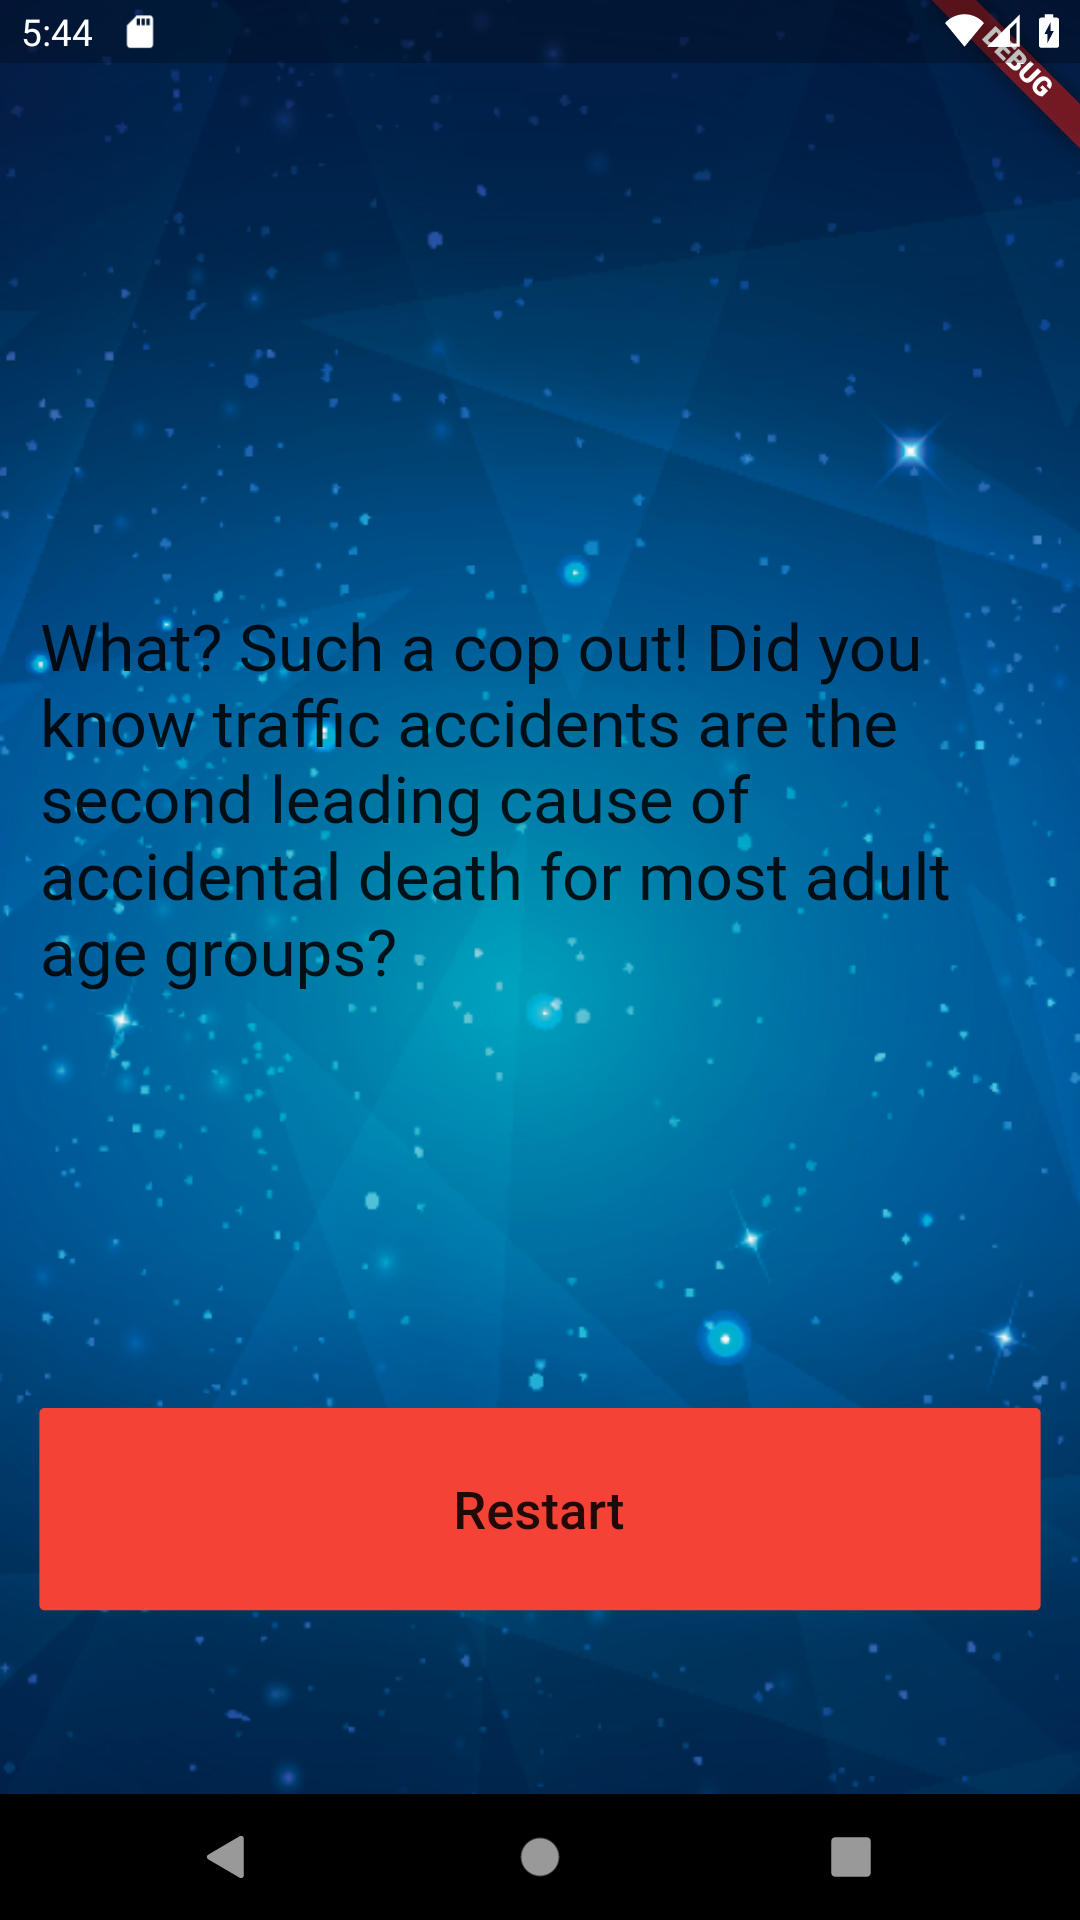 5:44
DEBUG
What? Such a cop out! Did you
know traffic accidents are the
second leading cause of
accidental death for most adult
age groups?
Restart